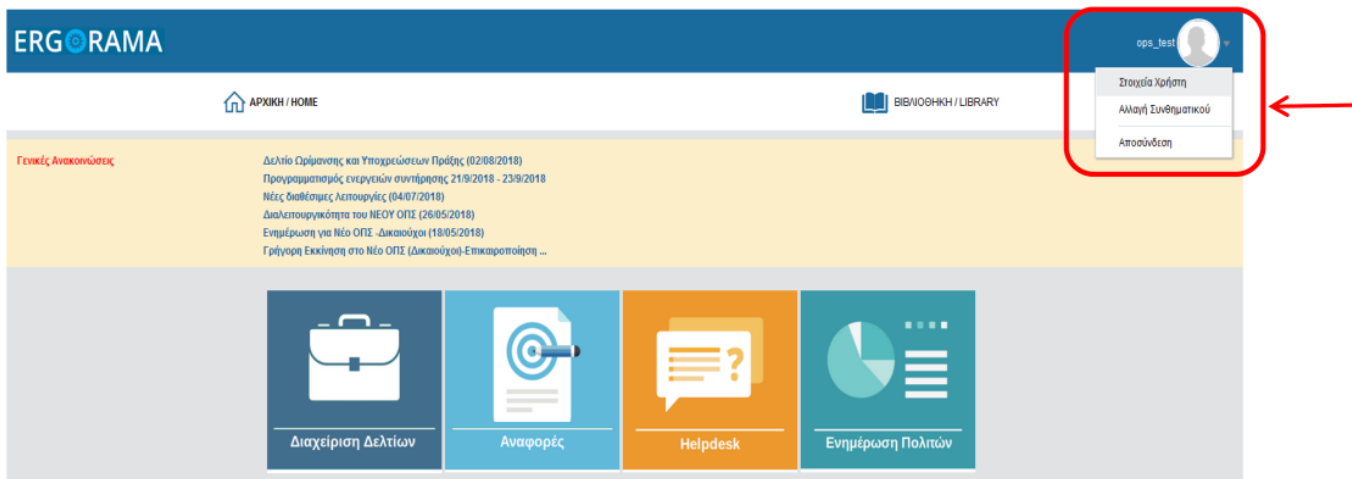 ERGORAMA
ops_test
Στοιχεία Χρήστη
Αλλαγή Συνθηματικού
Αποσύνδεση
ΑΡΧΙΚΗ / HOME
ΒΙΒΛΙΟΘΗΚΗ / LIBRARY
Γενικές Ανακοινώσεις
Δελτίο Ωρίμανσης και Υποχρεώσεων Πράξης (02/08/2018)
Προγραμματισμός ενεργειών συντήρησης 21/9/2018 - 23/9/2018
Νέες διαθέσιμες λειτουργίες (04/07/2018)
Διαλειτουργικότητα του ΝΕΟΥ ΟΠΣ (26/05/2018)
Ενημέρωση για Νέο ΟΠΣ -Δικαιούχοι (18/05/2018)
Γρήγορη Εκκίνηση στο Νέο ΟΠΣ (Δικαιούχοι)-Επικαιροποίηση ...
Διαχείριση Δελτίων
Αναφορές
Helpdesk
Ενημέρωση Πολιτών